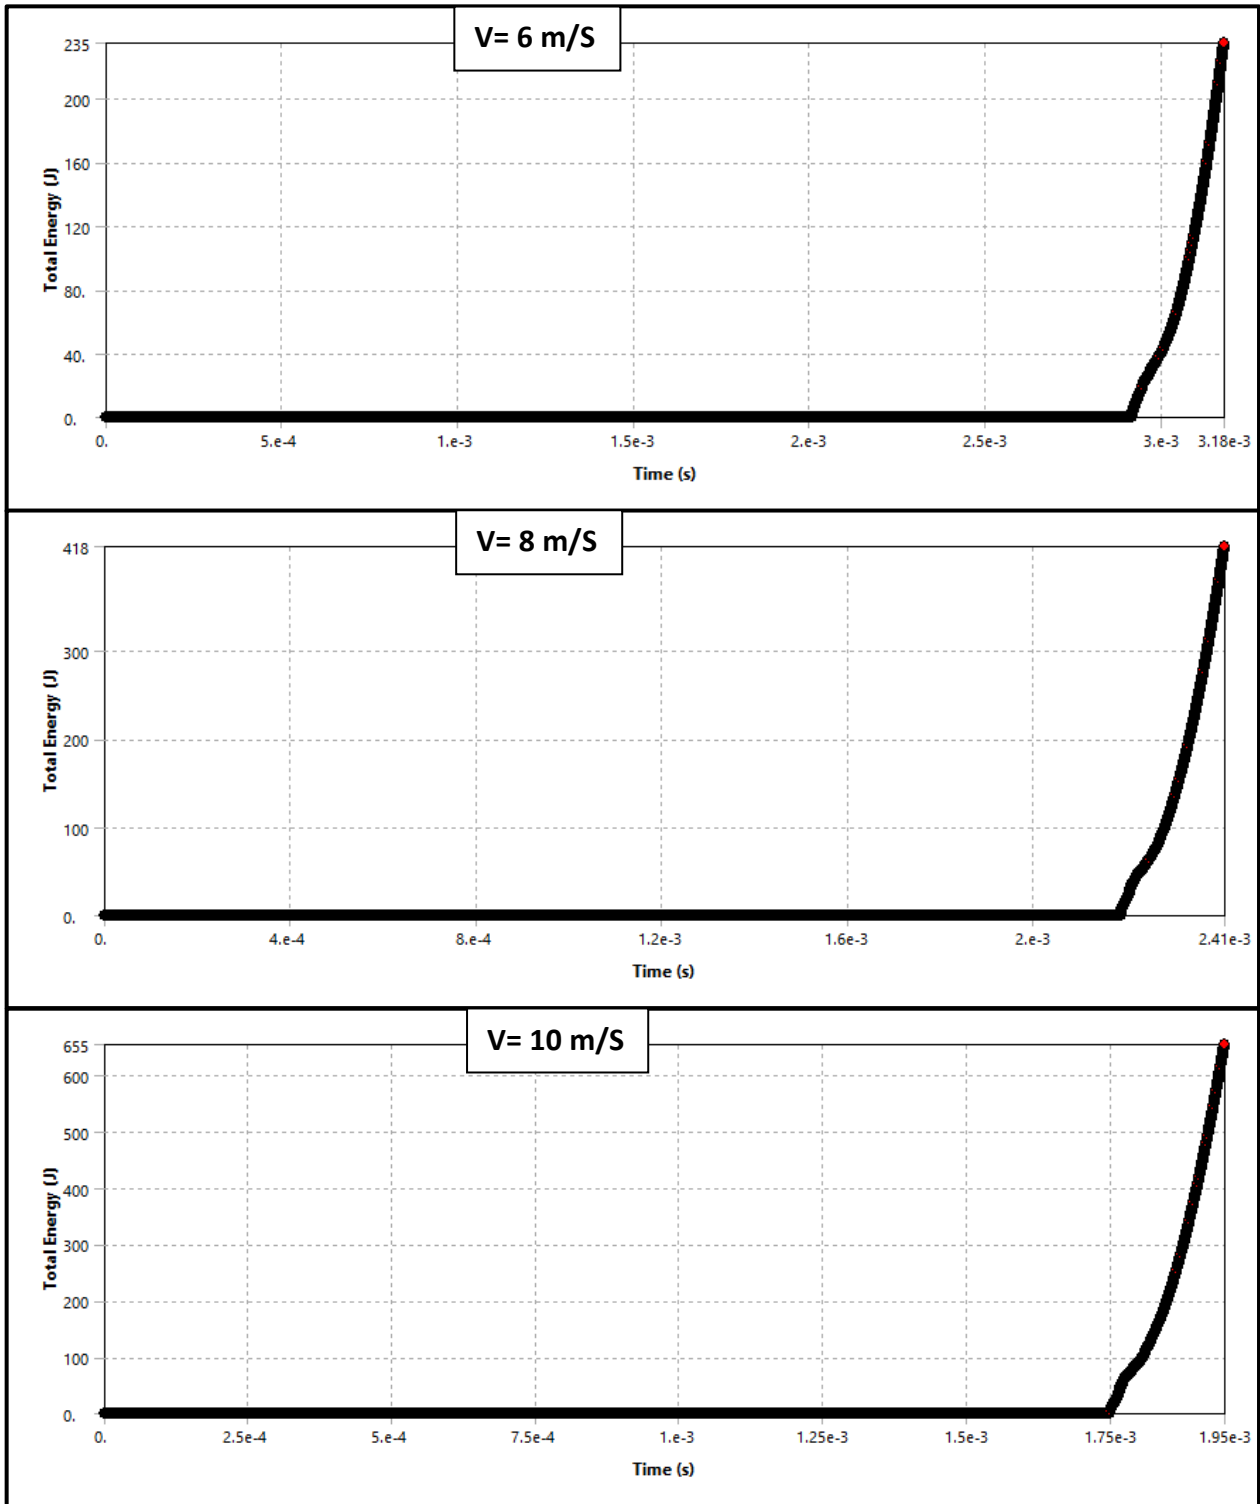 V= 6 m/S
235
200
160
120
80.
40.
0.
Total Energy (J)
0. 5.e-4 1.e-3 1.5e-3 2.e-3 2.5e-3 3.e-3 3.18e-3
Time (s)
V= 8 m/S
418
300
200
100
0.
Total Energy (J)
0. 4.e-4 8.e-4 1.2e-3 1.6e-3 2.e-3 2.41e-3
Time (s)
V= 10 m/S
655
600
500
400
300
200
100
0.
Total Energy (J)
0. 2.5e-4 5.e-4 7.5e-4 1.e-3 1.25e-3 1.5e-3 1.75e-3 1.95e-3
Time (s)